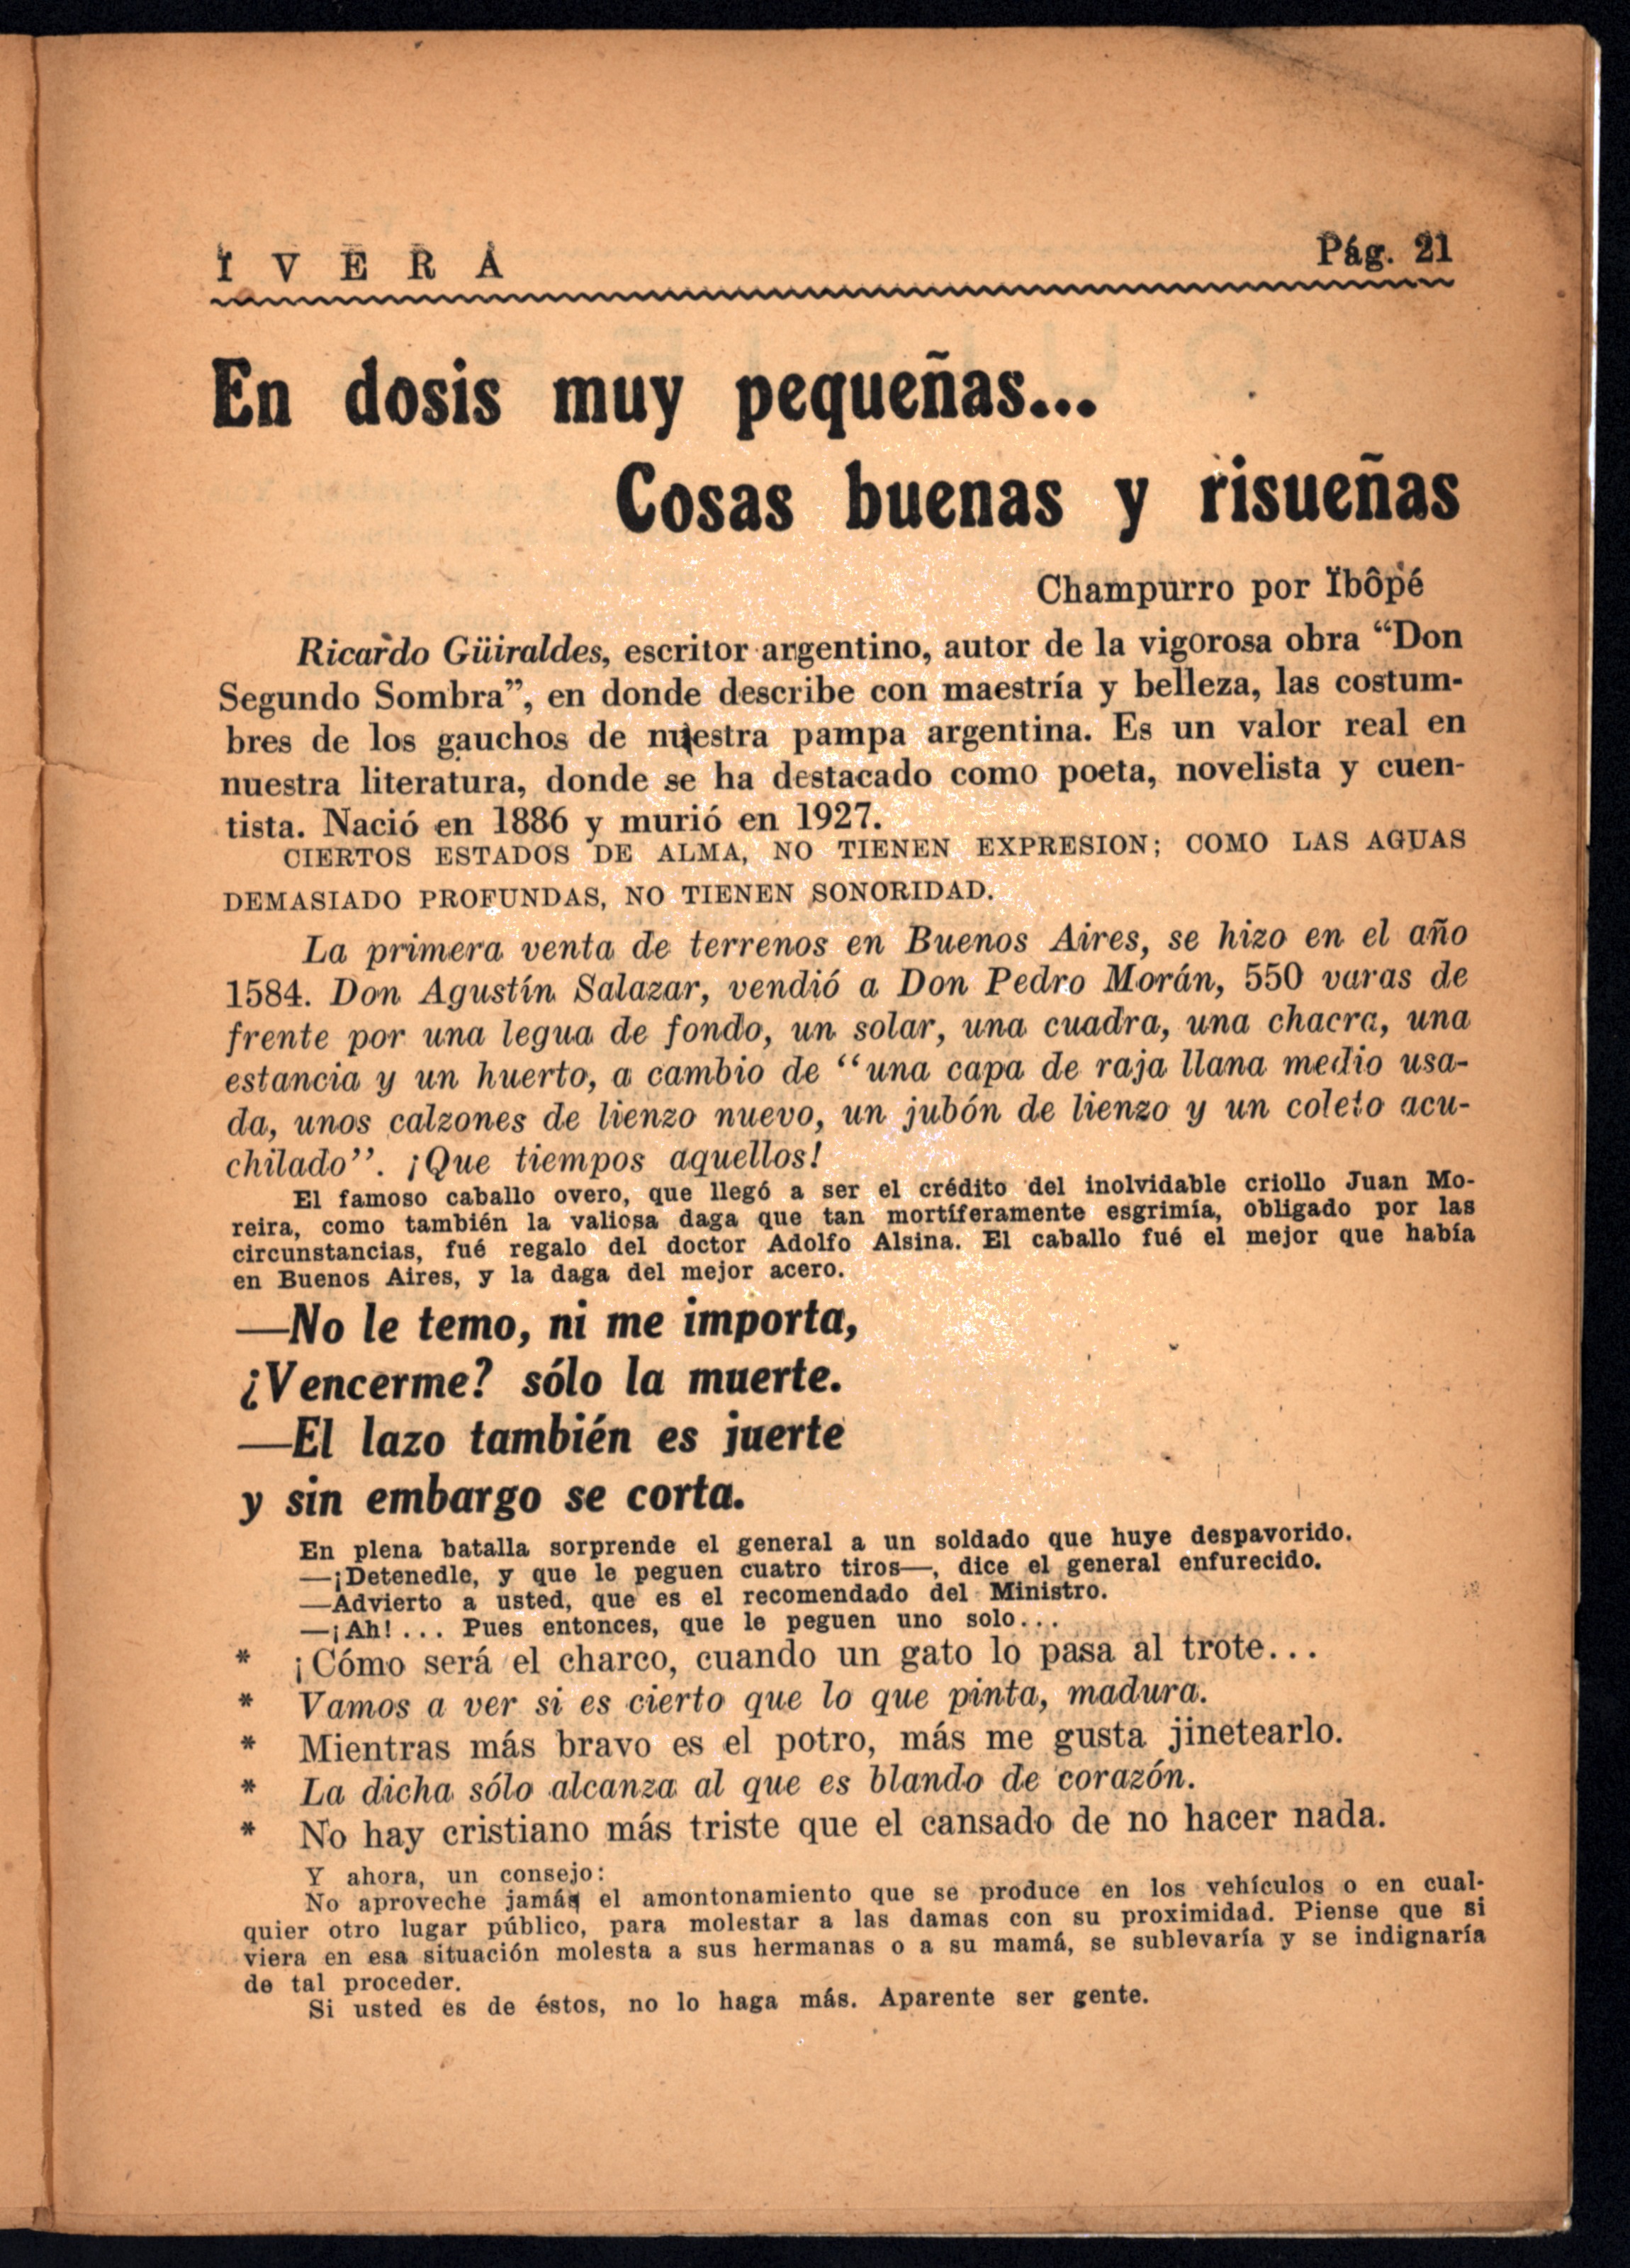 Ï V E R Á
Pág. 21
En dosis muy pequeñas...
Cosas buenas y risueñas
Champurro por Ïbôpé
Ricardo Güiraldes, escritor argentino, autor de la vigorosa obra “Don
Segundo Sombra”, en donde describe con maestría y belleza, las costum-
bres de los gauchos de nuestra pampa argentina. Es un valor real en
nuestra literatura, donde se ha destacado como poeta, novelista y cuen-
tista. Nació en 1886 y murió en 1927.
CIERTOS ESTADOS DE ALMA, NO TIENEN EXPRESION; COMO LAS AGUAS
DEMASIADO PROFUNDAS, NO TIENEN SONORIDAD.
La primera venta de terrenos en Buenos Aires, se hizo en el año
1584. Don Agustín Salazar, vendió a Don Pedro Morán, 550 varas de
frente por una legua de fondo, un solar, una cuadra, una chacra, una
estancia y un huerto, a cambio de “una capa de raja llana medio usa-
da, unos calzones de lienzo nuevo, un jubón de lienzo y un coleto acu-
chilado”. ¡Que tiempos aquellos!
El famoso caballo overo, que llegó a ser el crédito del inolvidable criollo Juan Mo-
reira, como también la valiosa daga que tan mortíferamente esgrimía, obligado por las
circunstancias, fué regalo del doctor Adolfo Alsina. El caballo fué el mejor que había
en Buenos Aires, y la daga del mejor acero.
—No le temo, ni me importa,
¿Vencerme? sólo la muerte.
—El lazo también es juerte
y sin embargo se corta.
En plena batalla sorprende el general a un soldado que huye despavorido.
—¡Detenedle, y que le peguen cuatro tiros—, dice el general enfurecido.
—Advierto a usted, que es el recomendado del Ministro.
—¡Ah!... Pues entonces, que le peguen uno solo...
* ¡Cómo será el charco, cuando un gato lo pasa al trote...
* Vamos a ver si es cierto que lo que pinta, madura.
* Mientras más bravo es el potro, más me gusta jinetearlo.
* La dicha sólo alcanza al que es blando de corazón.
* No hay cristiano más triste que el cansado de no hacer nada.
Y ahora, un consejo:
No aproveche jamás el amontonamiento que se produce en los vehículos o en cual-
quier otro lugar público, para molestar a las damas con su proximidad. Piense que si
viera en esa situación molesta a sus hermanas o a su mamá, se sublevaría y se indignaría
de tal proceder.
Si usted es de éstos, no lo haga más. Aparente ser gente.